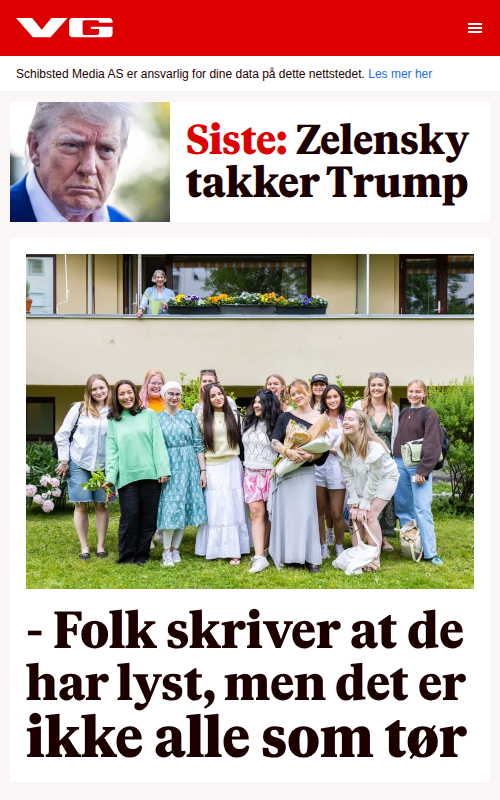 VG
Schibsted Media AS er ansvarlig for dine data på dette nettstedet. Les mer her
Siste: Zelensky
takker Trump
- Folk skriver at de
har lyst, men det er
ikke alle som tør